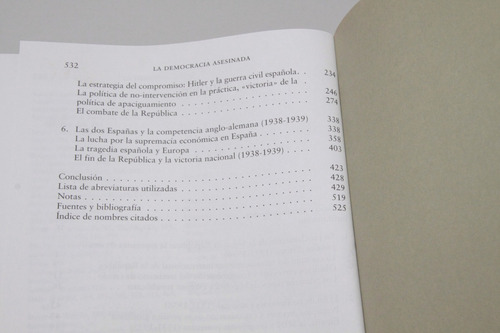 532 LA DEMOCRACIA ASESINADA
La estrategia del compromiso: Hitler y la guerra civil española. 234
La política de no-intervención en la práctica, «victoria» de la
política de apaciguamiento . . . . . . . . . . . . . . . . . . . 246
El combate de la República . . . . . . . . . . . . . . . . . . . 274
6. Las dos Españas y la competencia anglo-alemana (1938-1939) 338
La lucha por la supremacía económica en España . . . . . . . . 338
La tragedia española y Europa . . . . . . . . . . . . . . . . . 358
El fin de la República y la victoria nacional (1938-1939) . . . . 403
Conclusión . . . . . . . . . . . . . . . . . . . . . . . . . . 423
Lista de abreviaturas utilizadas . . . . . . . . . . . . . . . . 428
Notas . . . . . . . . . . . . . . . . . . . . . . . . . . . . . 429
Fuentes y bibliografía . . . . . . . . . . . . . . . . . . . . . 519
Índice de nombres citados . . . . . . . . . . . . . . . . . . . 525